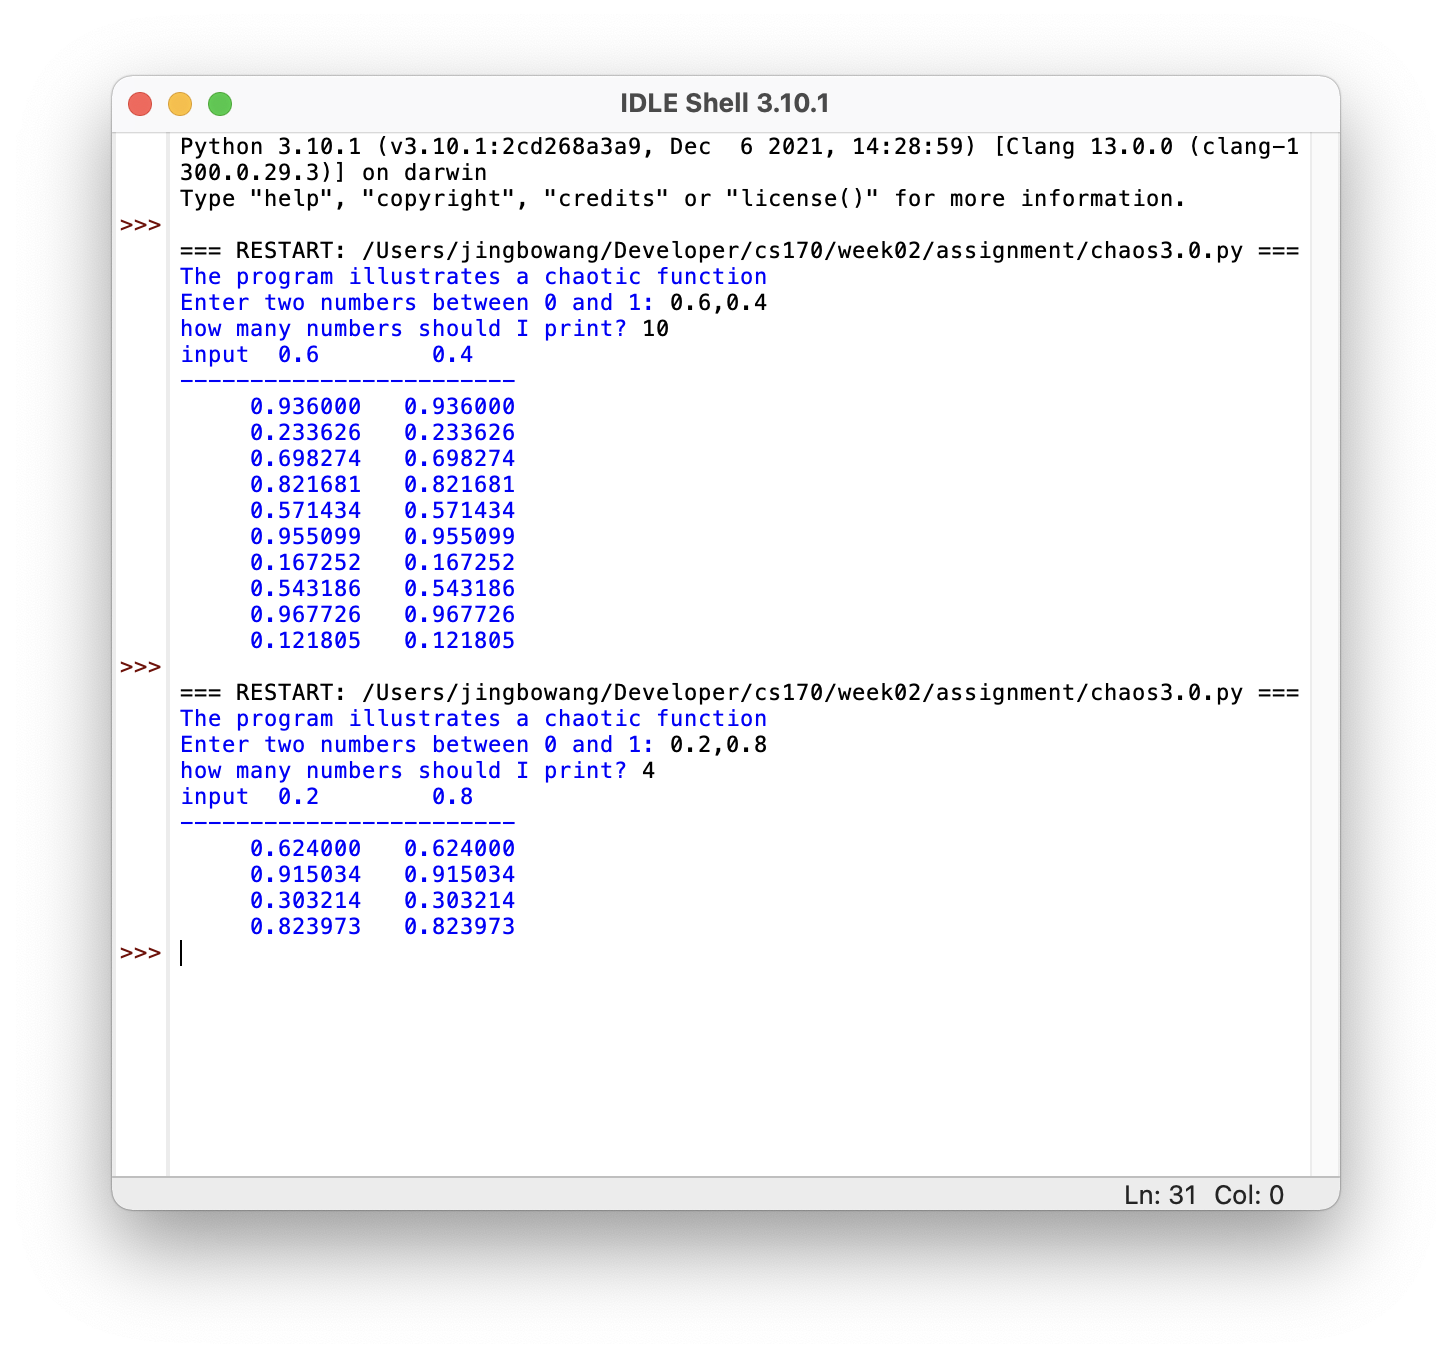 IDLE Shell 3.10.1
Python 3.10.1 (v3.10.1:2cd268a3a9, Dec  6 2021, 14:28:59) [Clang 13.0.0 (clang-1
300.0.29.3)] on darwin
Type "help", "copyright", "credits" or "license()" for more information.
>>>
=== RESTART: /Users/jingbowang/Developer/cs170/week02/assignment/chaos3.0.py ===
The program illustrates a chaotic function
Enter two numbers between 0 and 1: 0.6,0.4
how many numbers should I print? 10
input  0.6        0.4
------------------------
     0.936000   0.936000
     0.233626   0.233626
     0.698274   0.698274
     0.821681   0.821681
     0.571434   0.571434
     0.955099   0.955099
     0.167252   0.167252
     0.543186   0.543186
     0.967726   0.967726
     0.121805   0.121805
>>>
=== RESTART: /Users/jingbowang/Developer/cs170/week02/assignment/chaos3.0.py ===
The program illustrates a chaotic function
Enter two numbers between 0 and 1: 0.2,0.8
how many numbers should I print? 4
input  0.2        0.8
------------------------
     0.624000   0.624000
     0.915034   0.915034
     0.303214   0.303214
     0.823973   0.823973
>>>
Ln: 31  Col: 0